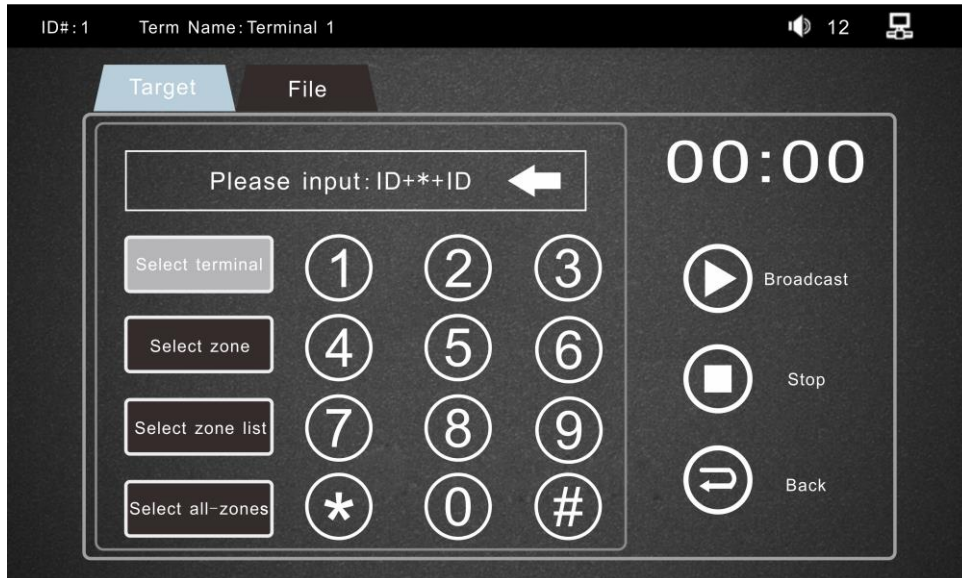 ID#:1 Term Name:Terminal 1 12
Target File
Please input:ID+*+ID
00:00
Select terminal 1 2 3
Broadcast
Select zone 4 5 6
Stop
Select zone list 7 8 9
Back
Select all-zones * 0 #